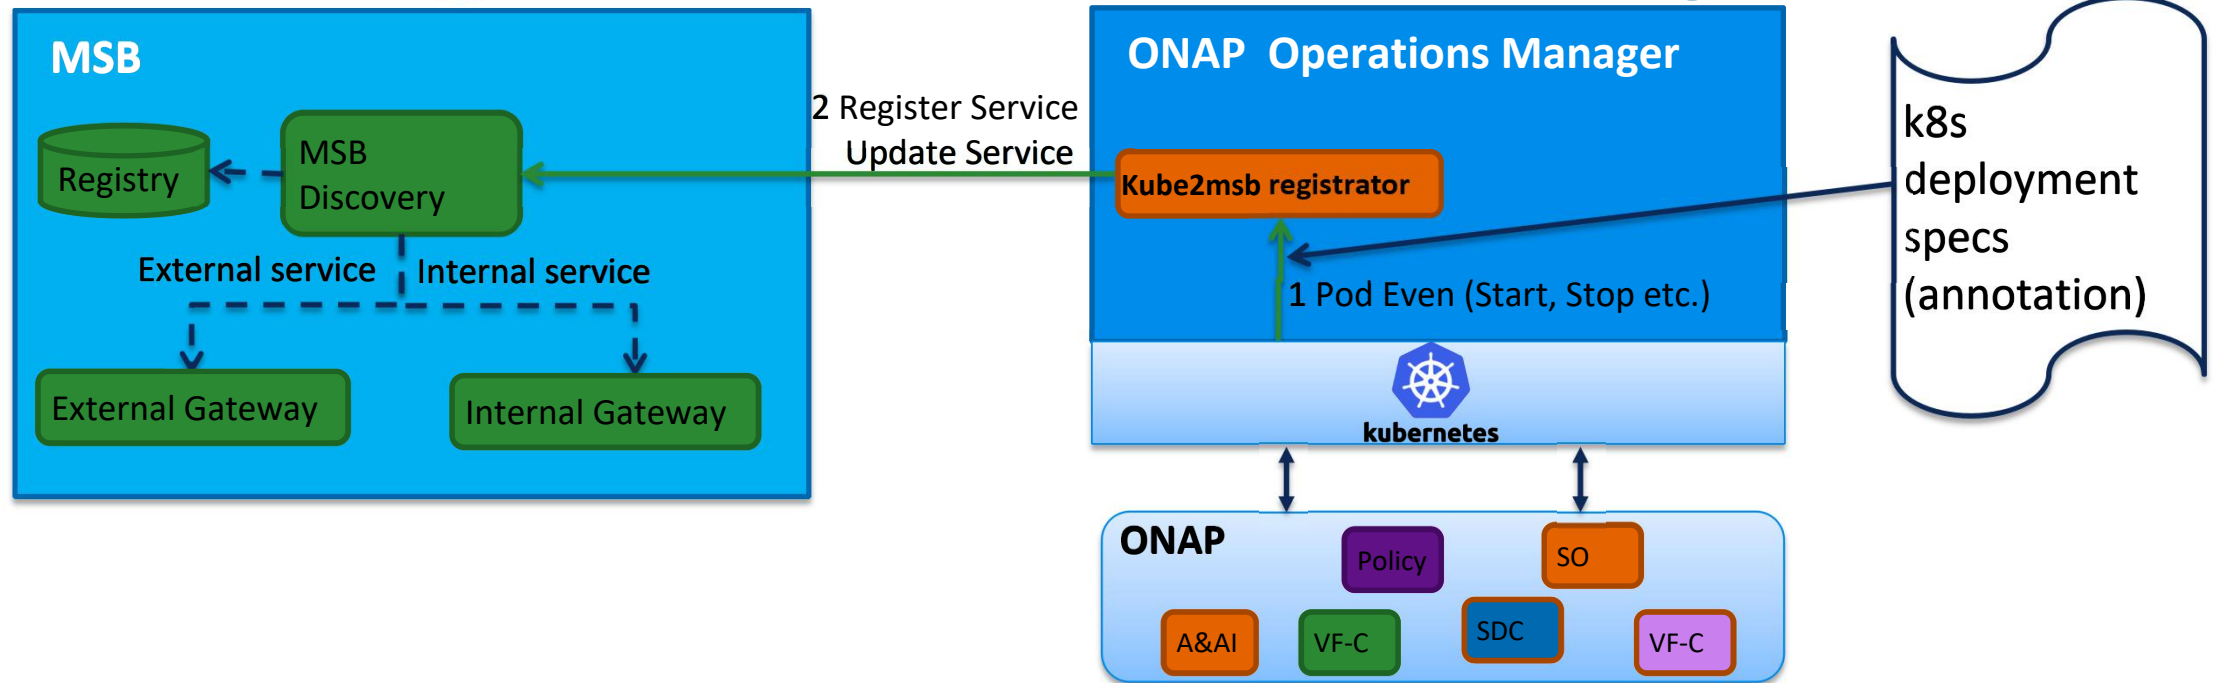 MSB
Registry
MSB
Discovery
External service
Internal service
External Gateway
Internal Gateway
2 Register Service
Update Service
ONAP Operations Manager
Kube2msb registrator
1 Pod Even (Start, Stop etc.)
kubernetes
k8s
deployment
specs
(annotation)
ONAP
Policy
SO
A&AI
VF-C
SDC
VF-C